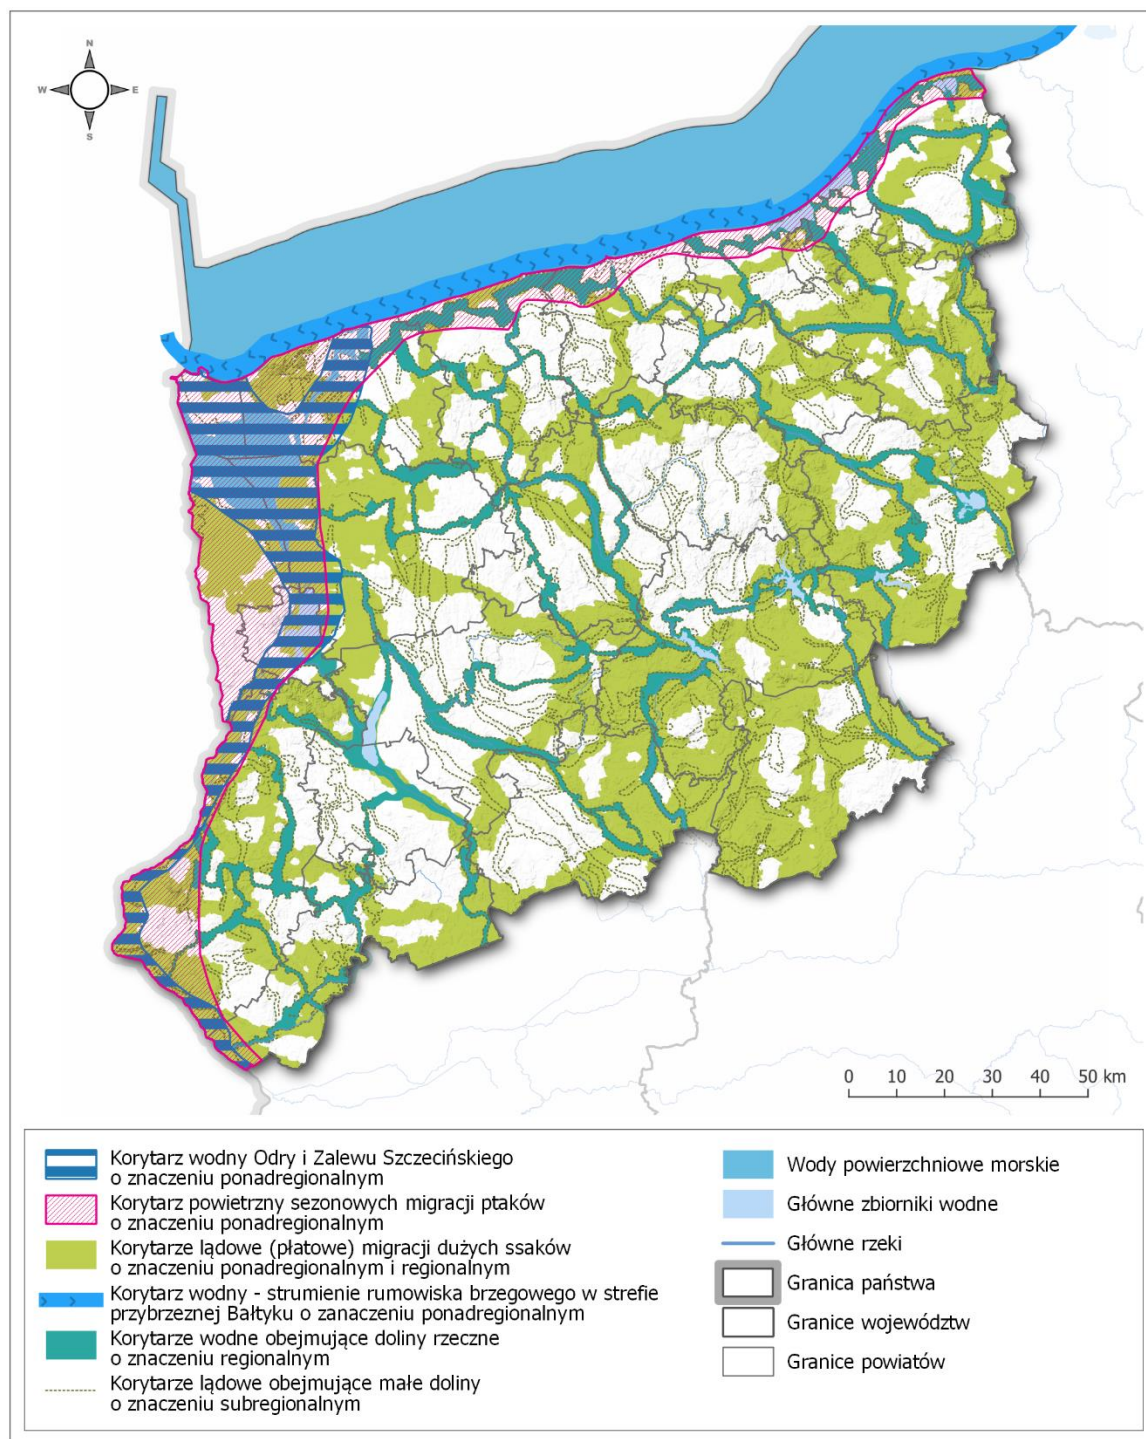 N
W E
S
0 10 20 30 40 50 km
Korytarz wodny Odry i Zalewu Szczecińskiego
o znaczeniu ponadregionalnym
Korytarz powietrzny sezonowych migracji ptaków
o znaczeniu ponadregionalnym
Korytarze lądowe (płatowe) migracji dużych ssaków
o znaczeniu ponadregionalnym i regionalnym
Korytarz wodny - strumienie rumowiska brzegowego w strefie
przybrzeznej Bałtyku o zanaczeniu ponadregionalnym
Korytarze wodne obejmujące doliny rzeczne
o znaczeniu regionalnym
Korytarze lądowe obejmujące małe doliny
o znaczeniu subregionalnym
Wody powierzchniowe morskie
Główne zbiorniki wodne
Główne rzeki
Granica państwa
Granice województw
Granice powiatów